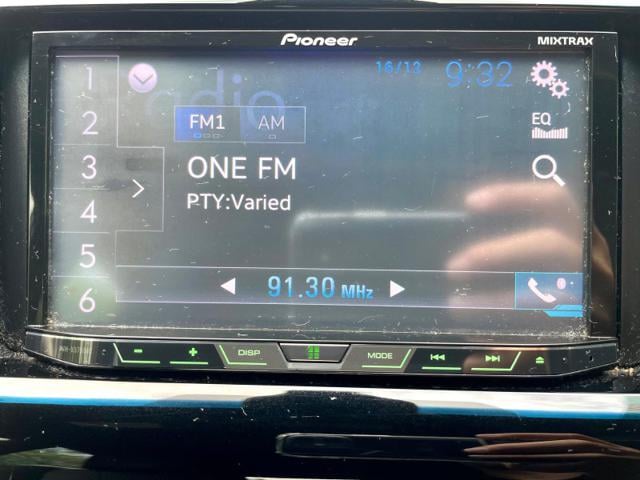 Pioneer MIXTRAX
16/12 9:32
adio
1
2
3
4
5
6
FM1 AM
EQ
ONE FM
PTY:Varied
91.30 MHz
DISP MODE